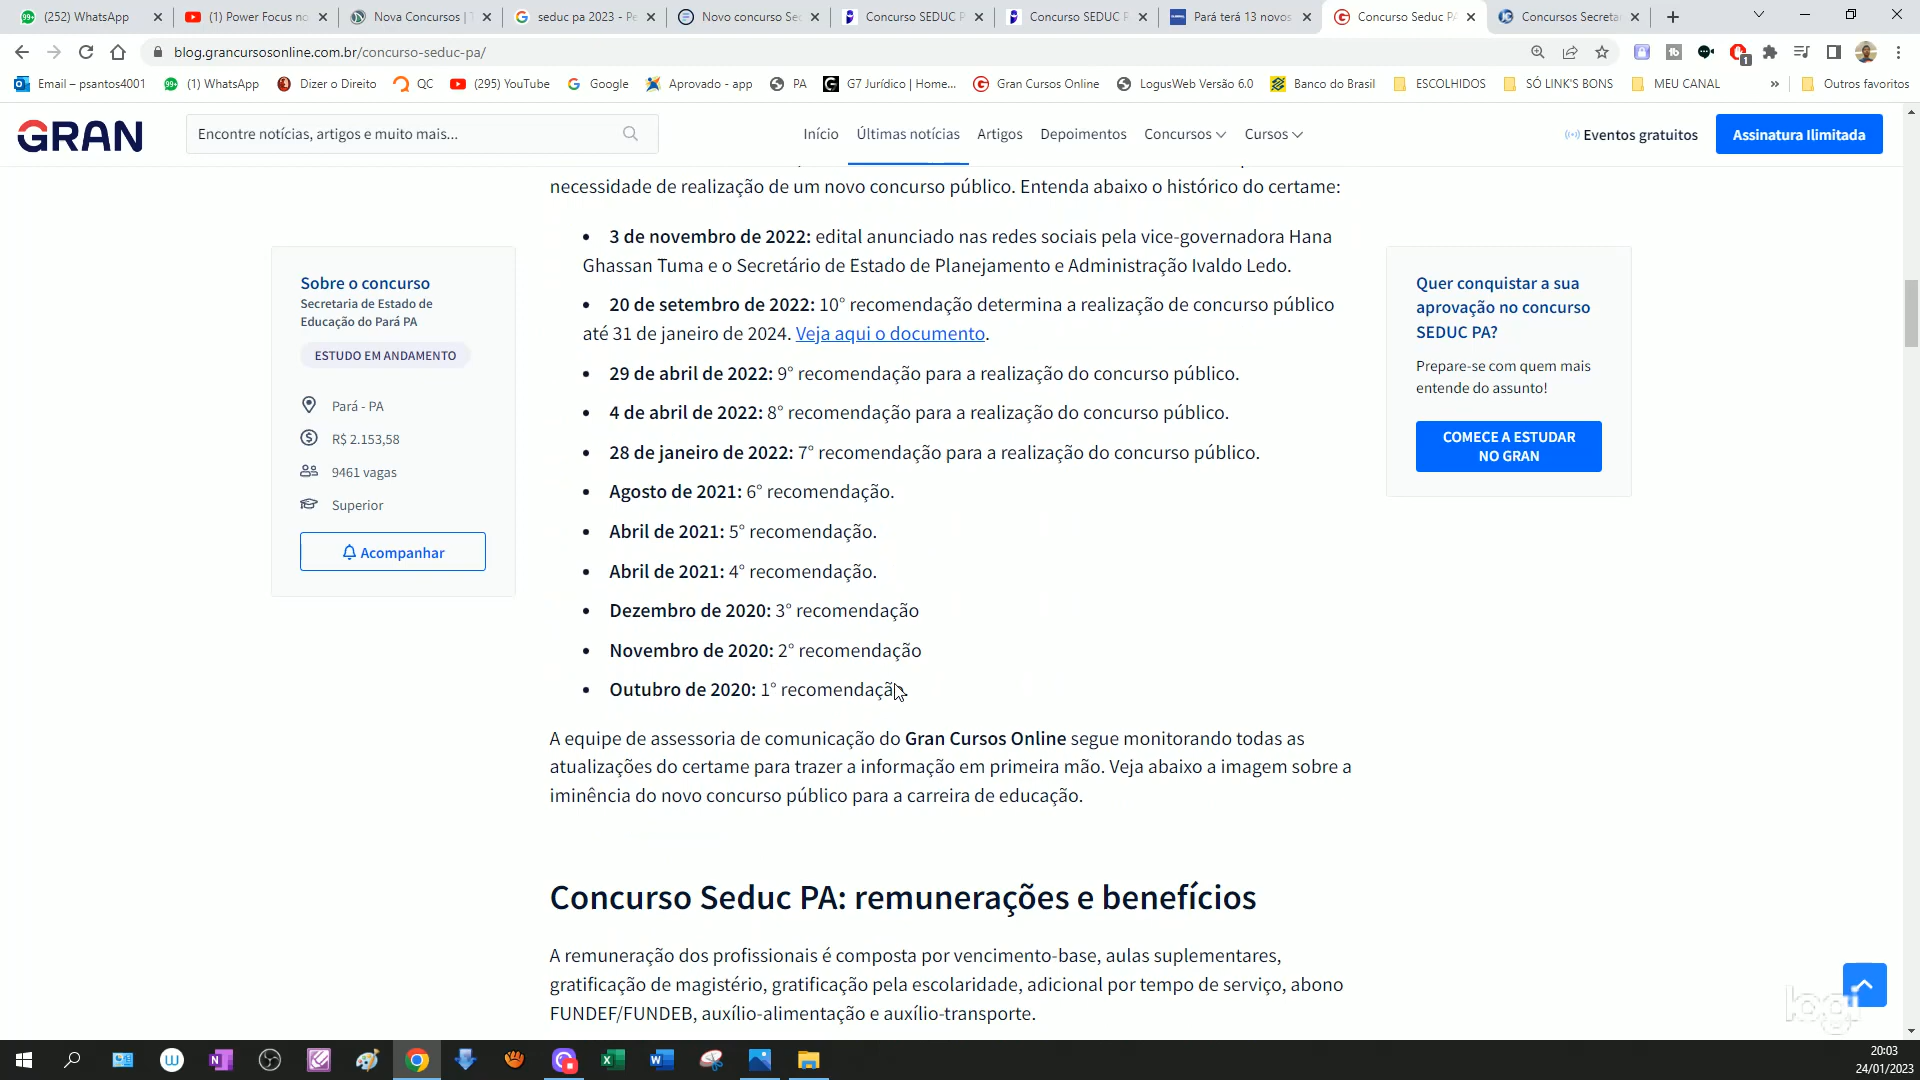 (252) WhatsApp
(1) Power Focus no
Nova Concursos | T
seduc pa 2023 - Pe
Novo concurso Sec
Concurso SEDUC P
Concurso SEDUC P
Pará terá 13 novos
Concurso Seduc PA
Concursos Secreta
blog.grancursosonline.com.br/concurso-seduc-pa/
Email – psantos4001
(1) WhatsApp
Dizer o Direito
QC
(295) YouTube
Google
Aprovado - app
PA
G7 Jurídico | Home...
Gran Cursos Online
LogusWeb Versão 6.0
Banco do Brasil
ESCOLHIDOS
SÓ LINK'S BONS
MEU CANAL
»
Outros favoritos
GRAN
Encontre notícias, artigos e muito mais...
Início
Últimas notícias
Artigos
Depoimentos
Concursos
Cursos
Eventos gratuitos
Assinatura Ilimitada
necessidade de realização de um novo concurso público. Entenda abaixo o histórico do certame:
• 3 de novembro de 2022: edital anunciado nas redes sociais pela vice-governadora Hana
Ghassan Tuma e o Secretário de Estado de Planejamento e Administração Ivaldo Ledo.
• 20 de setembro de 2022: 10° recomendação determina a realização de concurso público
até 31 de janeiro de 2024. Veja aqui o documento.
• 29 de abril de 2022: 9° recomendação para a realização do concurso público.
• 4 de abril de 2022: 8° recomendação para a realização do concurso público.
• 28 de janeiro de 2022: 7° recomendação para a realização do concurso público.
• Agosto de 2021: 6° recomendação.
• Abril de 2021: 5° recomendação.
• Abril de 2021: 4° recomendação.
• Dezembro de 2020: 3° recomendação
• Novembro de 2020: 2° recomendação
• Outubro de 2020: 1° recomendação.
A equipe de assessoria de comunicação do Gran Cursos Online segue monitorando todas as
atualizações do certame para trazer a informação em primeira mão. Veja abaixo a imagem sobre a
iminência do novo concurso público para a carreira de educação.
Concurso Seduc PA: remunerações e benefícios
A remuneração dos profissionais é composta por vencimento-base, aulas suplementares,
gratificação de magistério, gratificação pela escolaridade, adicional por tempo de serviço, abono
FUNDEF/FUNDEB, auxílio-alimentação e auxílio-transporte.
Sobre o concurso
Secretaria de Estado de
Educação do Pará PA
ESTUDO EM ANDAMENTO
Pará - PA
R$ 2.153,58
9461 vagas
Superior
Acompanhar
Quer conquistar a sua
aprovação no concurso
SEDUC PA?
Prepare-se com quem mais
entende do assunto!
COMECE A ESTUDAR
NO GRAN
logi
20:03
24/01/2023